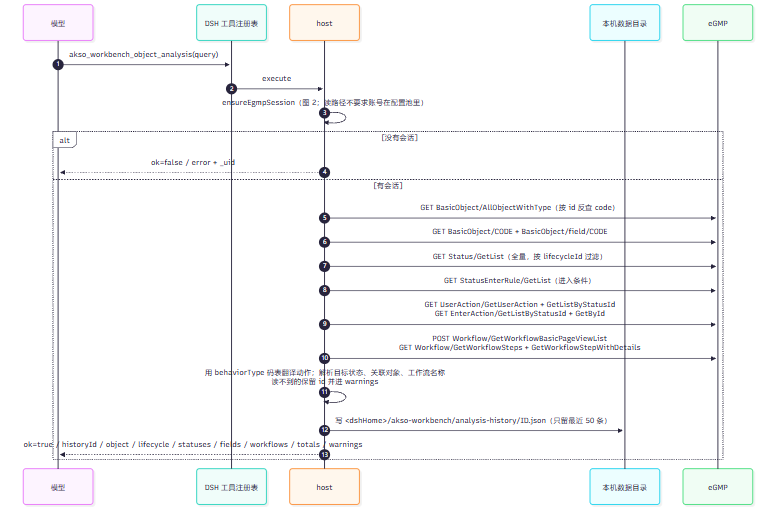 模型
DSH 工具注册表
host
本机数据目录
eGMP
1
akso_workbench_object_analysis(query)
2
execute
3
ensureEgmpSession（图 2；读路径不要求账号在配置池里）
alt
[没有会话]
4
ok=false / error + _uid
[有会话]
5
GET BasicObject/AllObjectWithType（按 id 反查 code）
6
GET BasicObject/CODE + BasicObject/field/CODE
7
GET Status/GetList（全量，按 lifecycleId 过滤）
8
GET StatusEnterRule/GetList（进入条件）
9
GET UserAction/GetUserAction + GetListByStatusId
GET EnterAction/GetListByStatusId + GetById
10
POST Workflow/GetWorkflowBasicPageViewList
GET Workflow/GetWorkflowSteps + GetWorkflowStepWithDetails
11
用 behaviorType 码表翻译动作；解析目标状态、关联对象、工作流名称
读不到的保留 id 并进 warnings
12
写 <dshHome>/akso-workbench/analysis-history/ID.json（只留最近 50 条）
13
ok=true / historyId / object / lifecycle / statuses / fields / workflows / totals / warnings
模型
DSH 工具注册表
host
本机数据目录
eGMP